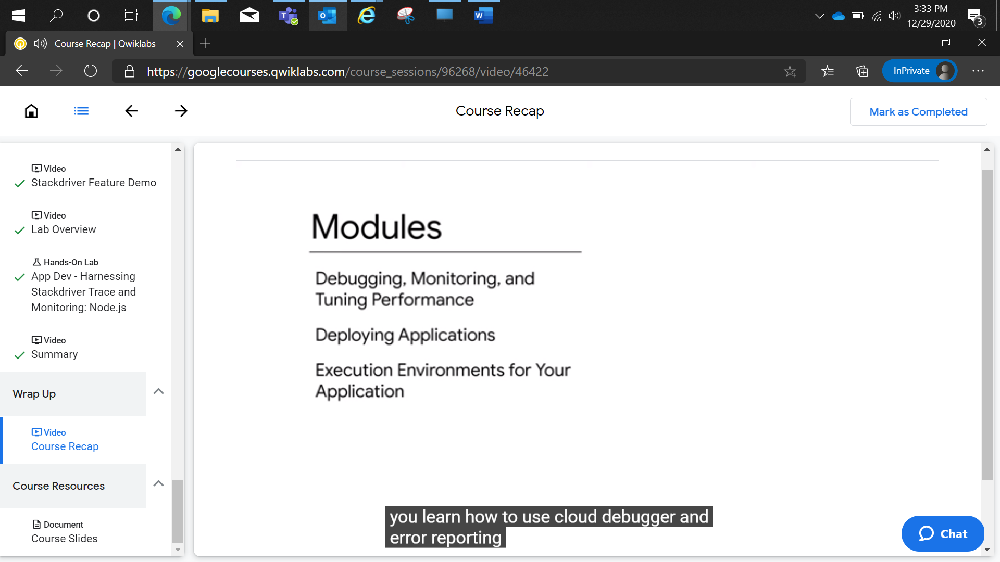 3:33 PM
12/29/2020
3
Course Recap | Qwiklabs
https://googlecourses.qwiklabs.com/course_sessions/96268/video/46422
InPrivate
Course Recap
Mark as Completed
Video
Stackdriver Feature Demo
Video
Lab Overview
Hands-On Lab
App Dev - Harnessing
Stackdriver Trace and
Monitoring: Node.js
Video
Summary
Wrap Up
Video
Course Recap
Course Resources
Document
Course Slides
Modules
Debugging, Monitoring, and
Tuning Performance
Deploying Applications
Execution Environments for Your
Application
you learn how to use cloud debugger and
error reporting
Chat